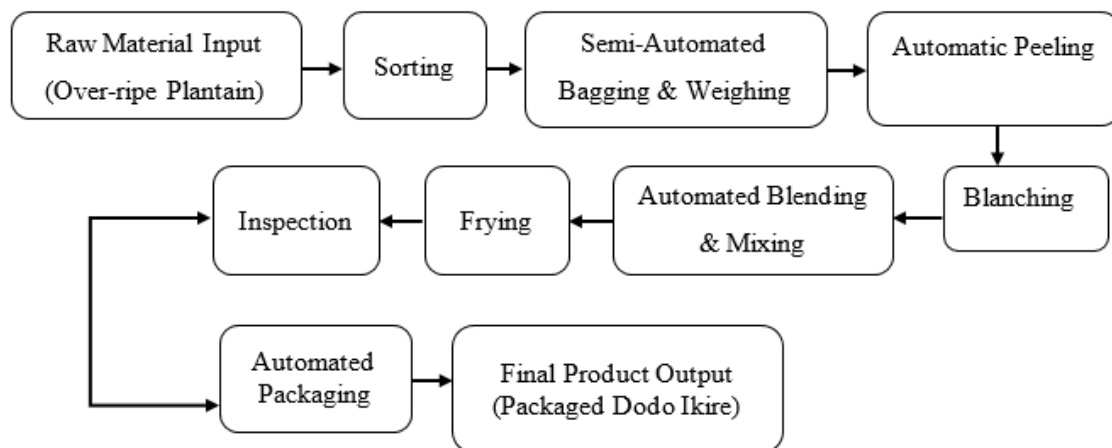 Raw Material Input
(Over-ripe Plantain)
Sorting
Semi-Automated
Bagging & Weighing
Automatic Peeling
Blanching
Automated Blending
& Mixing
Frying
Inspection
Automated
Packaging
Final Product Output
(Packaged Dodo Ikire)